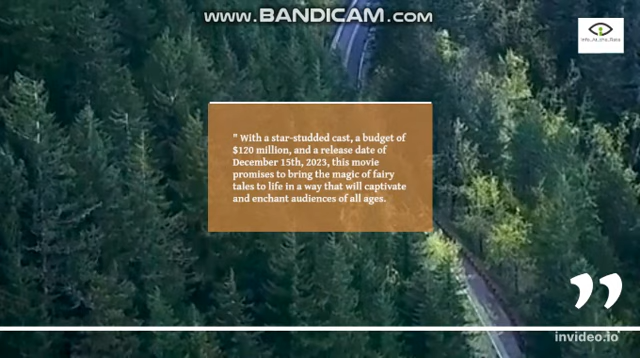 www.BANDICAM.com
" With a star-studded cast, a budget of
$120 million, and a release date of
December 15th, 2023, this movie
promises to bring the magic of fairy
tales to life in a way that will captivate
and enchant audiences of all ages.
”
invideo.io